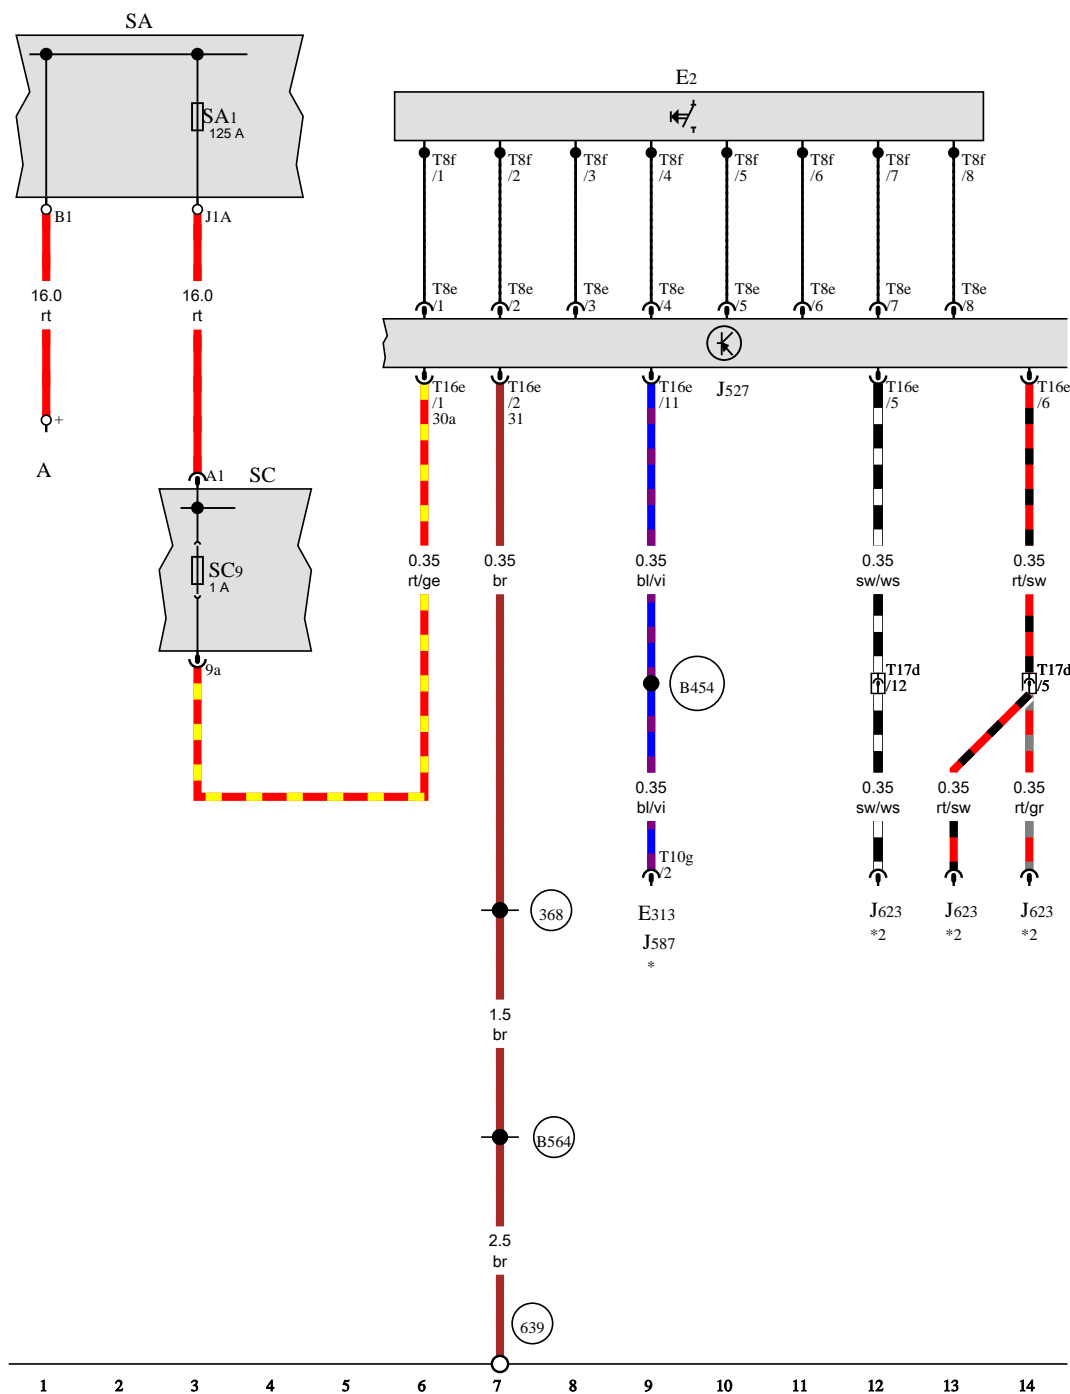 SA
E2
SA1
125 A
T8f
/1
T8f
/2
T8f
/3
T8f
/4
T8f
/5
T8f
/6
T8f
/7
T8f
/8
B1
J1A
16.0
rt
16.0
rt
T8e
/1
T8e
/2
T8e
/3
T8e
/4
T8e
/5
T8e
/6
T8e
/7
T8e
/8
J527
T16e
/1
30a
T16e
/2
31
T16e
/11
T16e
/5
T16e
/6
+
A
A1
SC
SC9
1 A
9a
0.35
rt/ge
0.35
br
0.35
bl/vi
0.35
sw/ws
0.35
rt/sw
B454
T17d
/12
T17d
/5
0.35
bl/vi
0.35
sw/ws
0.35
rt/sw
0.35
rt/gr
T10g
/2
368
E313
J587
*
J623
*2
J623
*2
J623
*2
1.5
br
B564
2.5
br
639
1 2 3 4 5 6 7 8 9 10 11 12 13 14